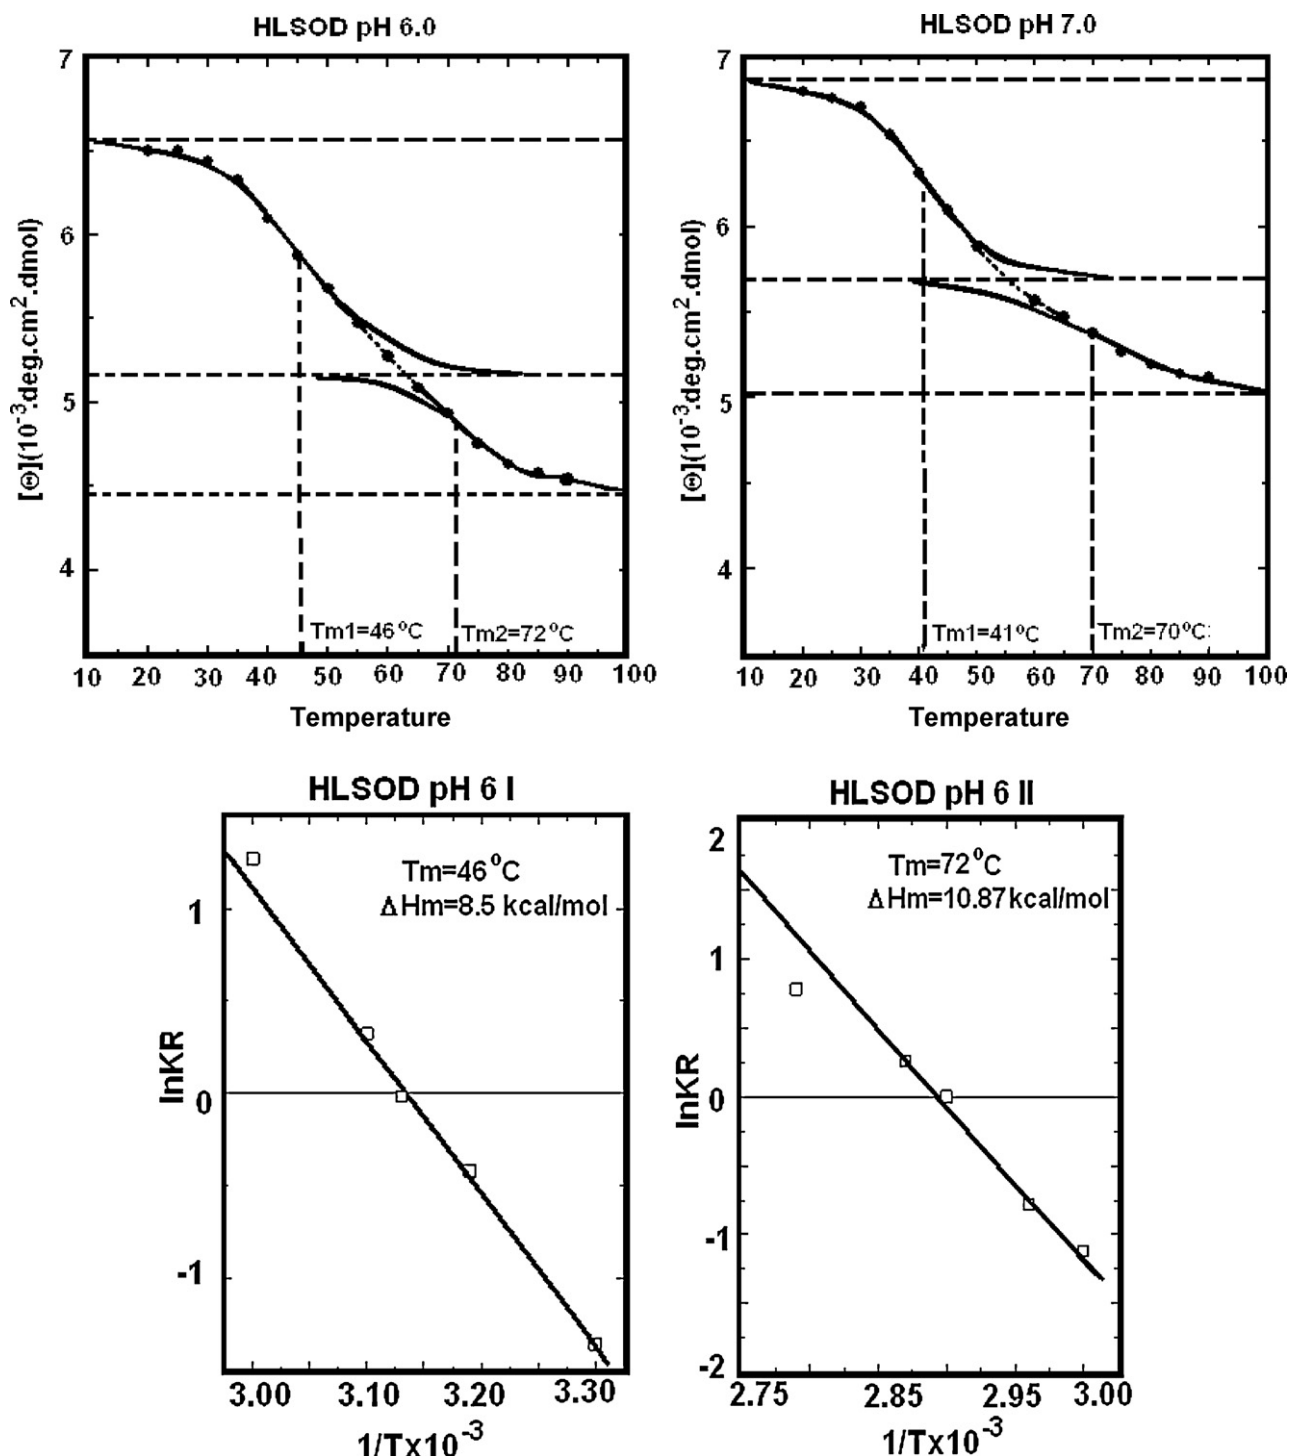 HLSOD pH 6.0
7
6
5
4
[Θ](10⁻³.deg.cm².dmol)
Tm1=46°C
Tm2=72°C
10 20 30 40 50 60 70 80 90 100
Temperature
HLSOD pH 7.0
7
6
5
4
[Θ](10⁻³.deg.cm².dmol)
Tm1=41°C
Tm2=70°C:
10 20 30 40 50 60 70 80 90 100
Temperature
HLSOD pH 6 I
Tm=46°C
ΔHm=8.5 kcal/mol
1
0
-1
lnKR
3.00 3.10 3.20 3.30
1/Tx10⁻³
HLSOD pH 6 II
Tm=72°C
ΔHm=10.87kcal/mol
2
1
0
-1
-2
lnKR
2.75 2.85 2.95 3.00
1/Tx10⁻³